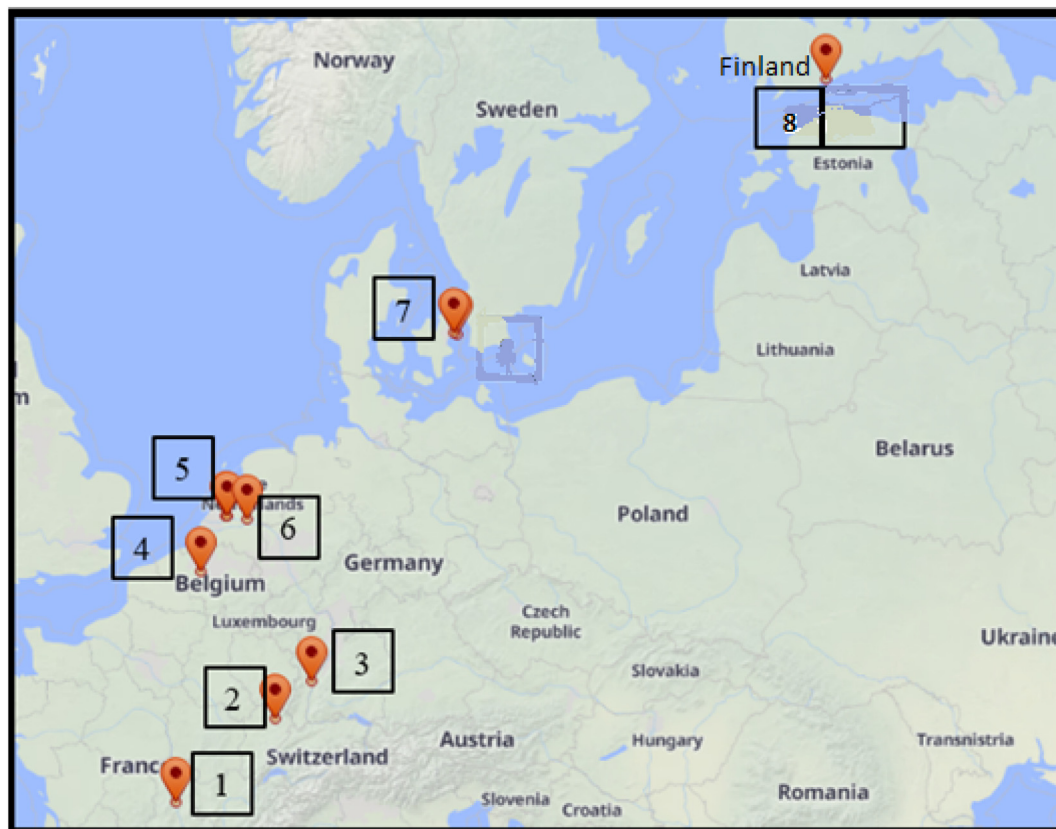 Norway
Finland
Sweden
8
Estonia
Latvia
7
Lithuania
m
Belarus
5
Poland
6
4
Germany
Belgium
Luxembourg
Czech
Republic
Ukraine
3
Slovakia
2
Austria
Hungary
Transnistria
Switzerland
Franc
1
Romania
Slovenia
Croatia